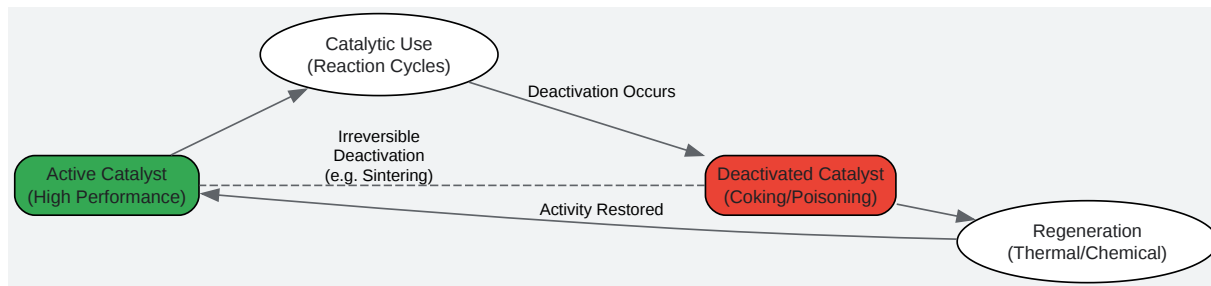 Catalytic Use
(Reaction Cycles)
Deactivation Occurs
Irreversible
Deactivation
(e.g. Sintering)
Active Catalyst
(High Performance)
Deactivated Catalyst
(Coking/Poisoning)
Activity Restored
Regeneration
(Thermal/Chemical)